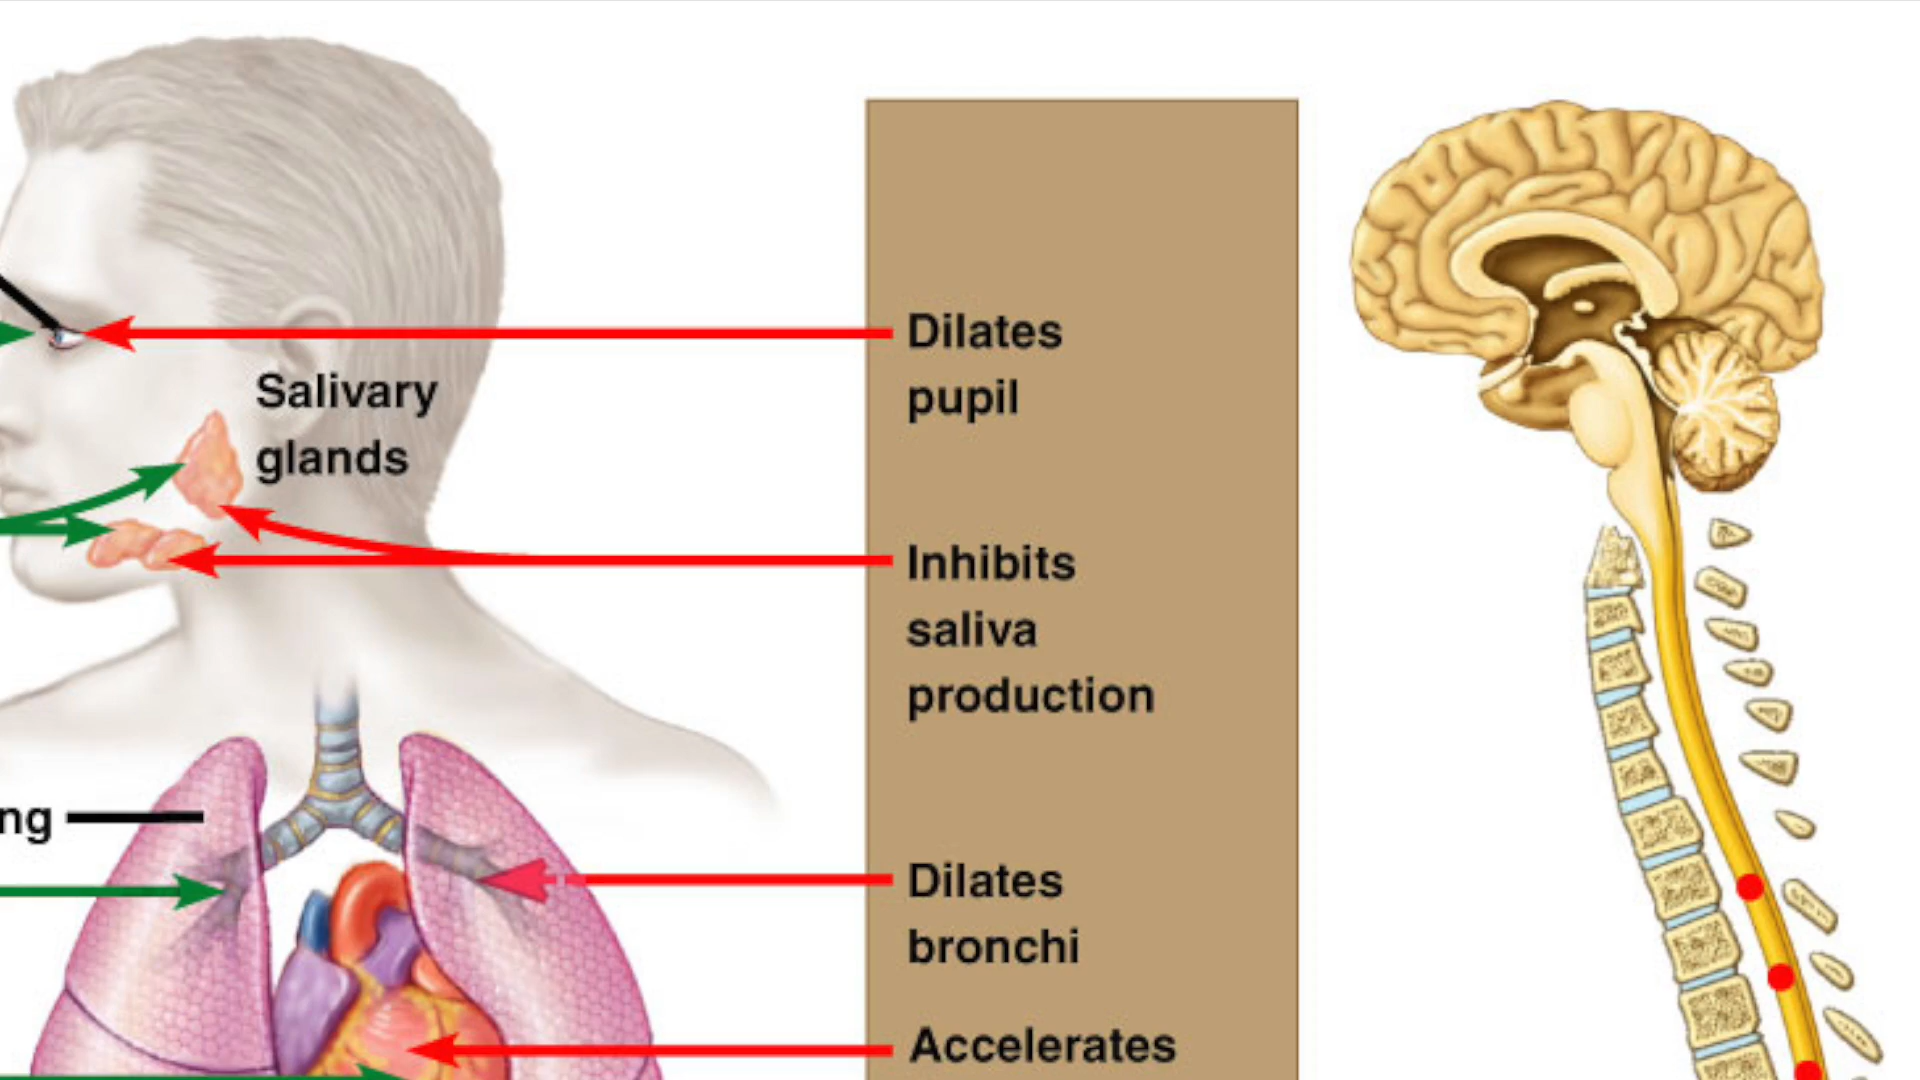 Dilates
pupil
Salivary
glands
Inhibits
saliva
production
ng
Dilates
bronchi
Accelerates